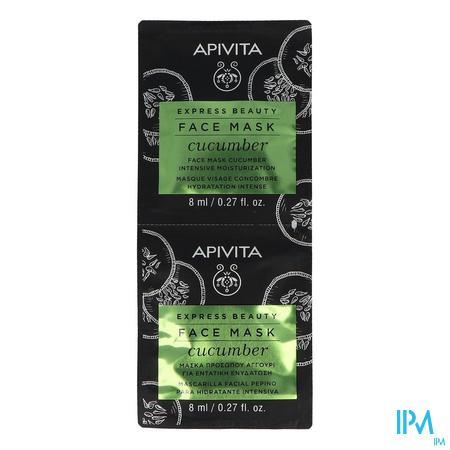 APIVITA
EXPRESS BEAUTY
FACE MASK
cucumber
FACE MASK CUCUMBER
INTENSIVE MOISTURIZATION
MASQUE VISAGE CONCOMBRE
HYDRATATION INTENSE
8 ml / 0.27 fl. oz.
APIVITA
EXPRESS BEAUTY
FACE MASK
cucumber
ΜΑΣΚΑ ΠΡΟΣΩΠΟΥ ΑΓΓΟΥΡΙ
ΓΙΑ ΕΝΤΑΤΙΚΗ ΕΝΥΔΑΤΩΣΗ
MASCARILLA FACIAL PEPINO
PARA HIDRATANTE INTENSIVA
8 ml / 0.27 fl. oz.
IPM
IPM